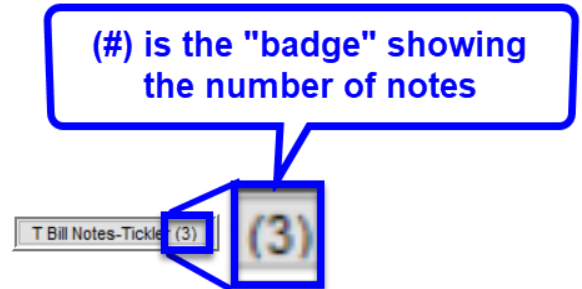 (#) is the "badge" showing
the number of notes
T Bill Notes-Tickler (3)
(3)